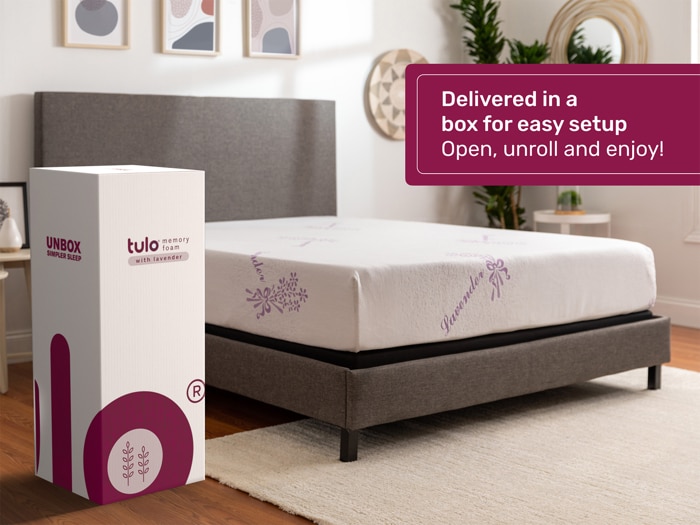 Delivered in a
box for easy setup
Open, unroll and enjoy!
UNBOX
SIMPLER SLEEP
tulo memory
foam
with lavender
®
Lavender